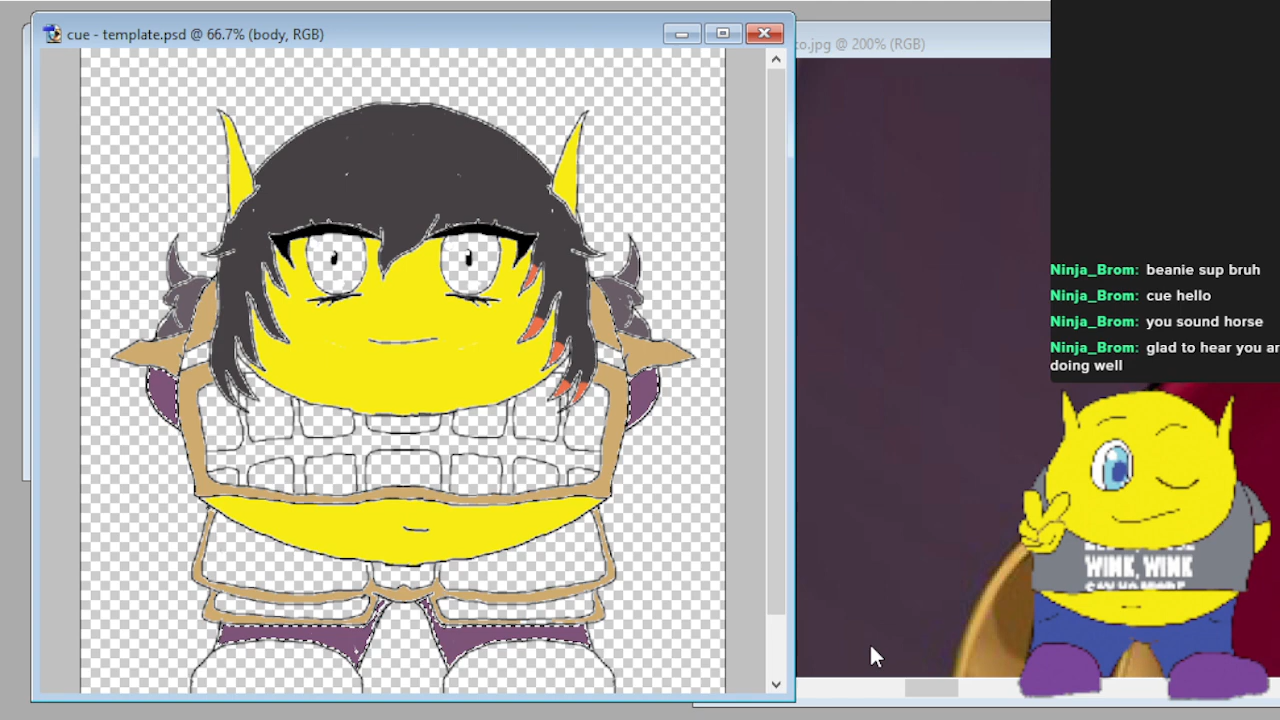 cue - template.psd @ 66.7% (body, RGB)
co.jpg @ 200% (RGB)
Ninja_Brom: beanie sup bruh
Ninja_Brom: cue hello
Ninja_Brom: you sound horse
Ninja_Brom: glad to hear you ar
doing well
WINK, WINK